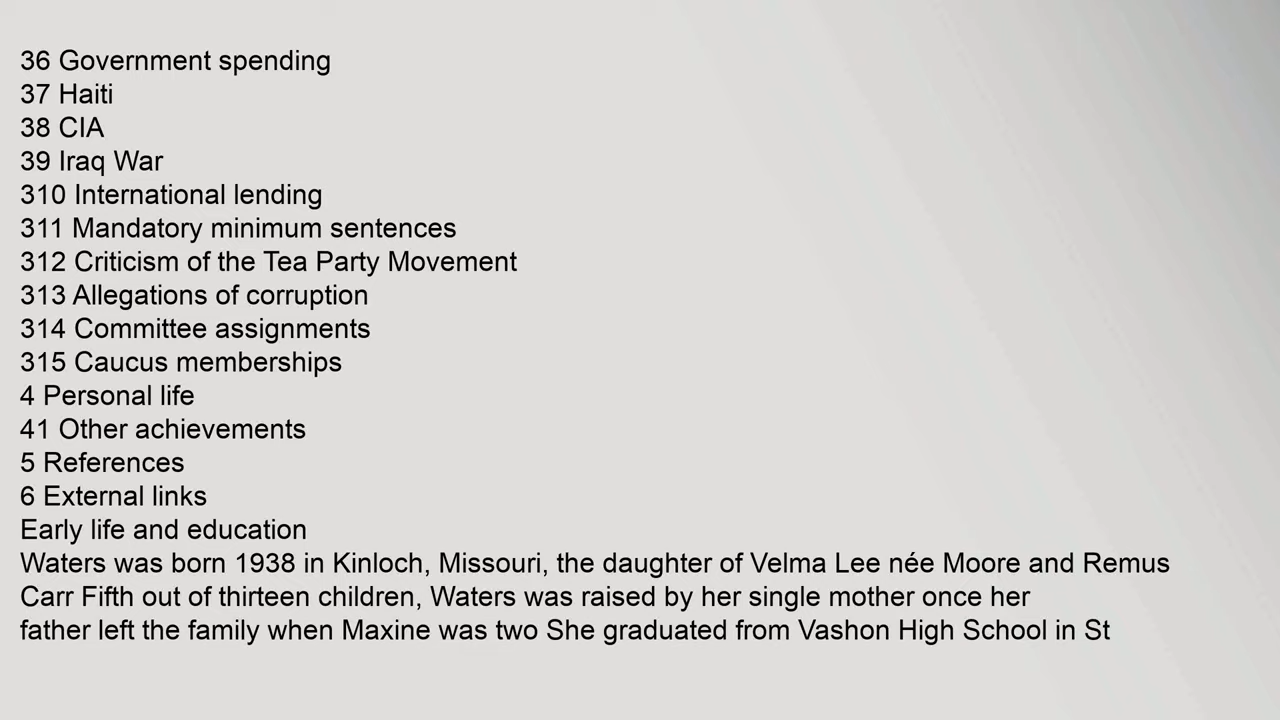 36 Government spending
37 Haiti
38 CIA
39 Iraq War
310 International lending
311 Mandatory minimum sentences
312 Criticism of the Tea Party Movement
313 Allegations of corruption
314 Committee assignments
315 Caucus memberships
4 Personal life
41 Other achievements
5 References
6 External links
Early life and education
Waters was born 1938 in Kinloch, Missouri, the daughter of Velma Lee née Moore and Remus
Carr Fifth out of thirteen children, Waters was raised by her single mother once her
father left the family when Maxine was two She graduated from Vashon High School in St